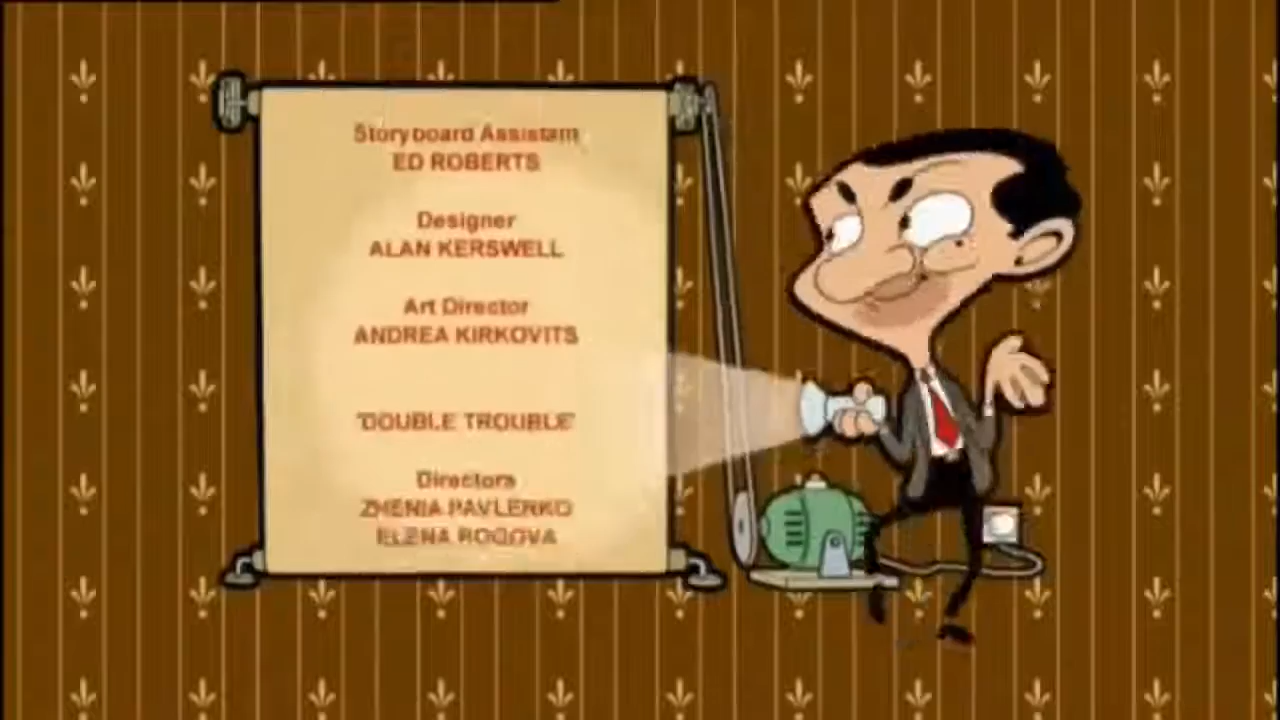 Storyboard Assistant
ED ROBERTS
Designer
ALAN KERSWELL
Art Director
ANDREA KIRKOVITS
'DOUBLE TROUBLE'
Directors
ZHENIA PAVLENKO
ELENA ROGOVA